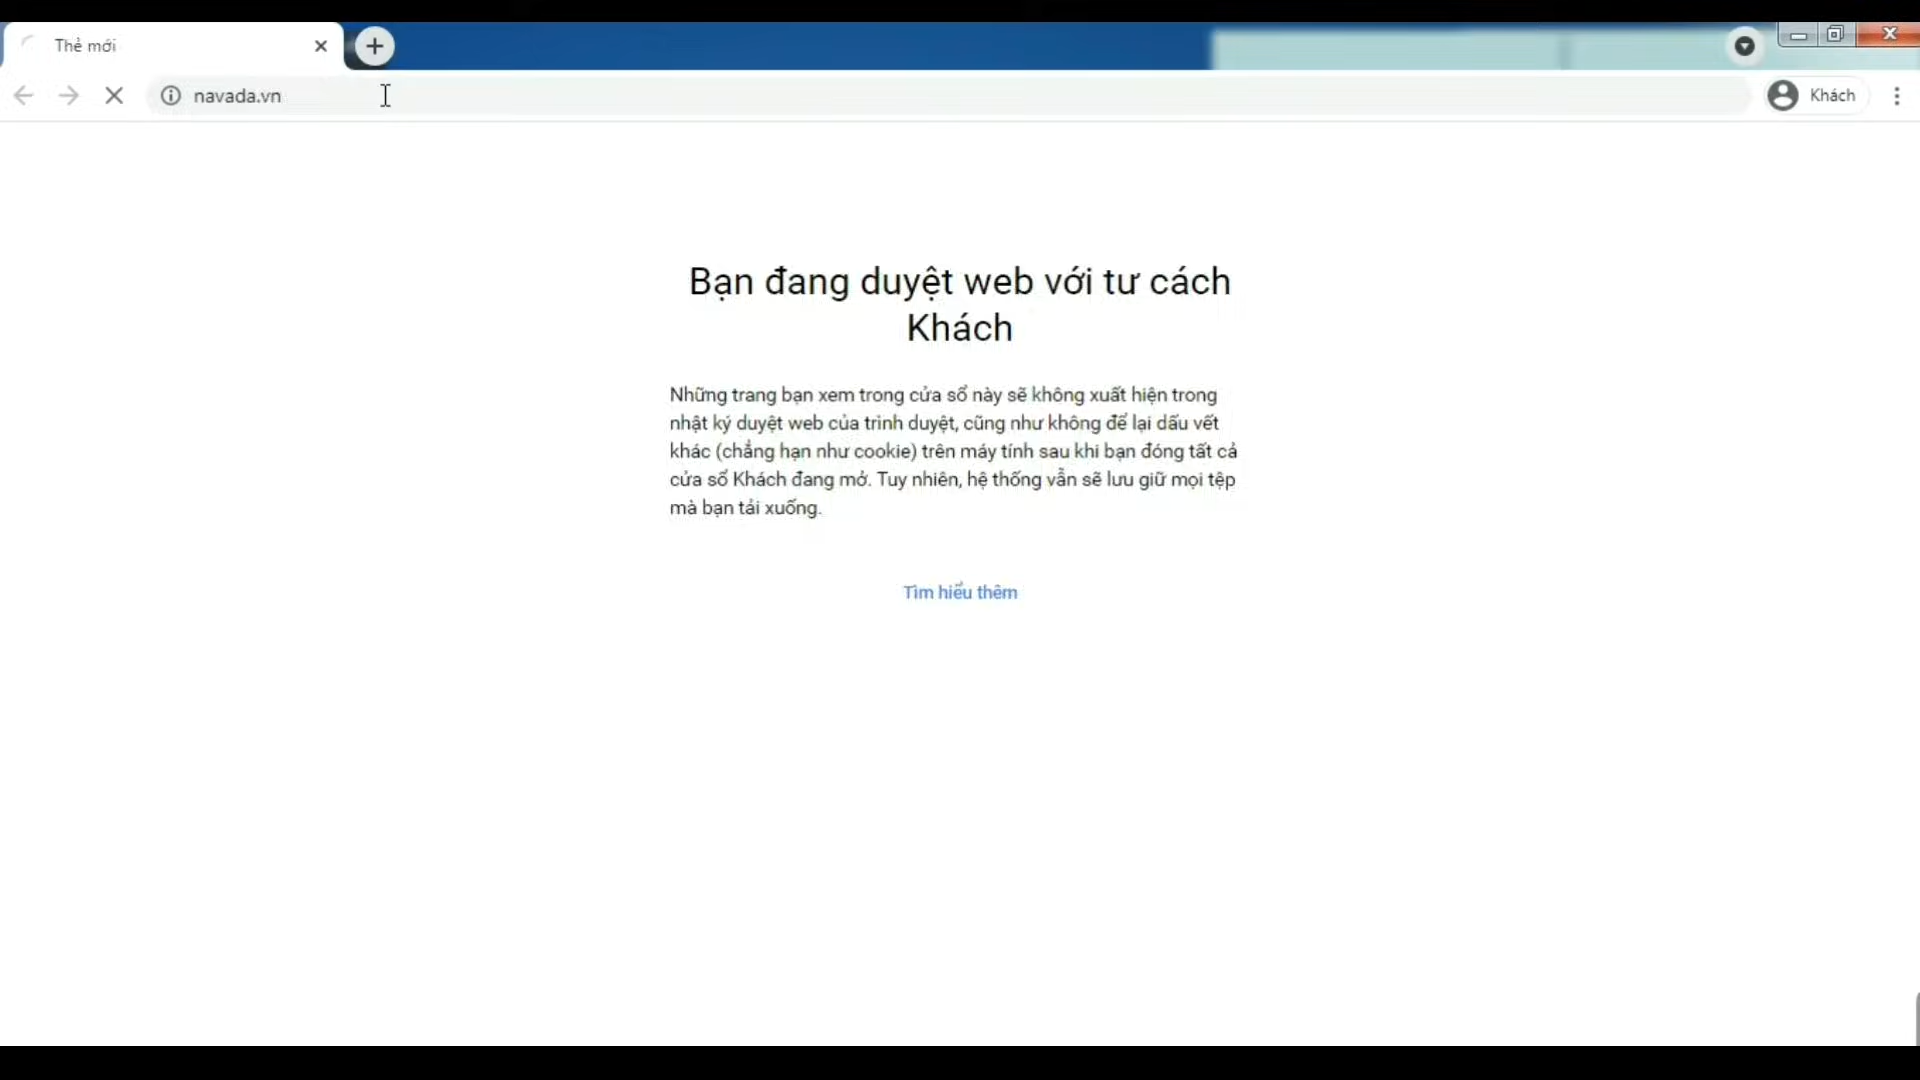 Thẻ mới
navada.vn
Khách
Bạn đang duyệt web với tư cách
Khách
Những trang bạn xem trong cửa sổ này sẽ không xuất hiện trong
nhật ký duyệt web của trình duyệt, cũng như không để lại dấu vết
khác (chẳng hạn như cookie) trên máy tính sau khi bạn đóng tất cả
cửa sổ Khách đang mở. Tuy nhiên, hệ thống vẫn sẽ lưu giữ mọi tệp
mà bạn tải xuống.
Tìm hiểu thêm